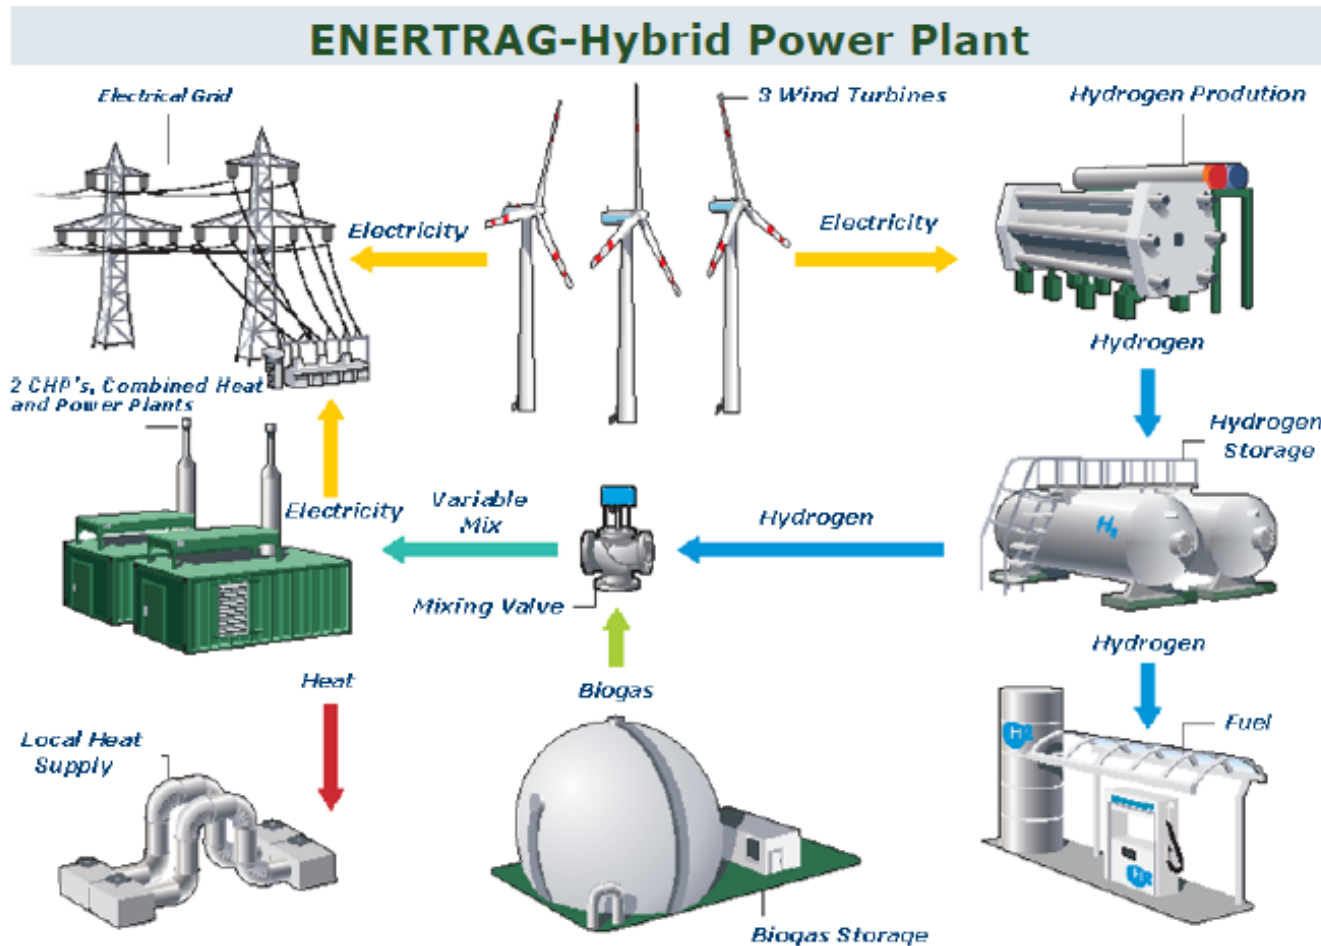 ENERTRAG-Hybrid Power Plant
Electrical Grid
3 Wind Turbines
Hydrogen Prodution
Electricity
Electricity
Hydrogen
2 CHP's, Combined Heat
and Power Plants
Hydrogen
Storage
Electricity
Variable
Mix
Hydrogen
H2
Mixing Valve
Hydrogen
Heat
Biogas
Fuel
Local Heat
Supply
H2
H2
Biogas Storage